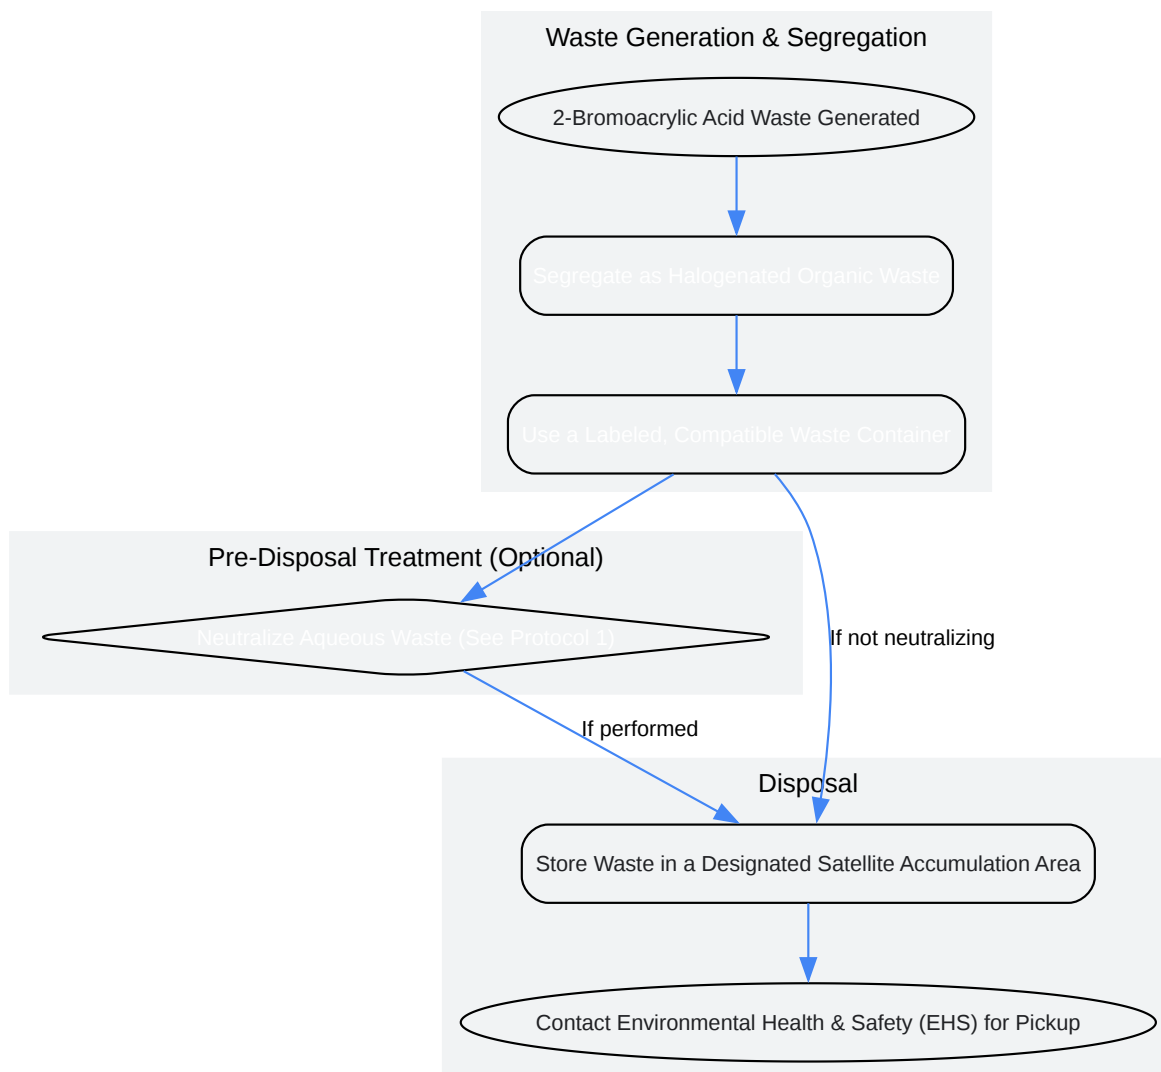 Waste Generation & Segregation
2-Bromoacrylic Acid Waste Generated
Segregate as Halogenated Organic Waste
Use a Labeled, Compatible Waste Container
Pre-Disposal Treatment (Optional)
Neutralize Aqueous Waste (See Protocol 1)
If not neutralizing
If performed
Disposal
Store Waste in a Designated Satellite Accumulation Area
Contact Environmental Health & Safety (EHS) for Pickup